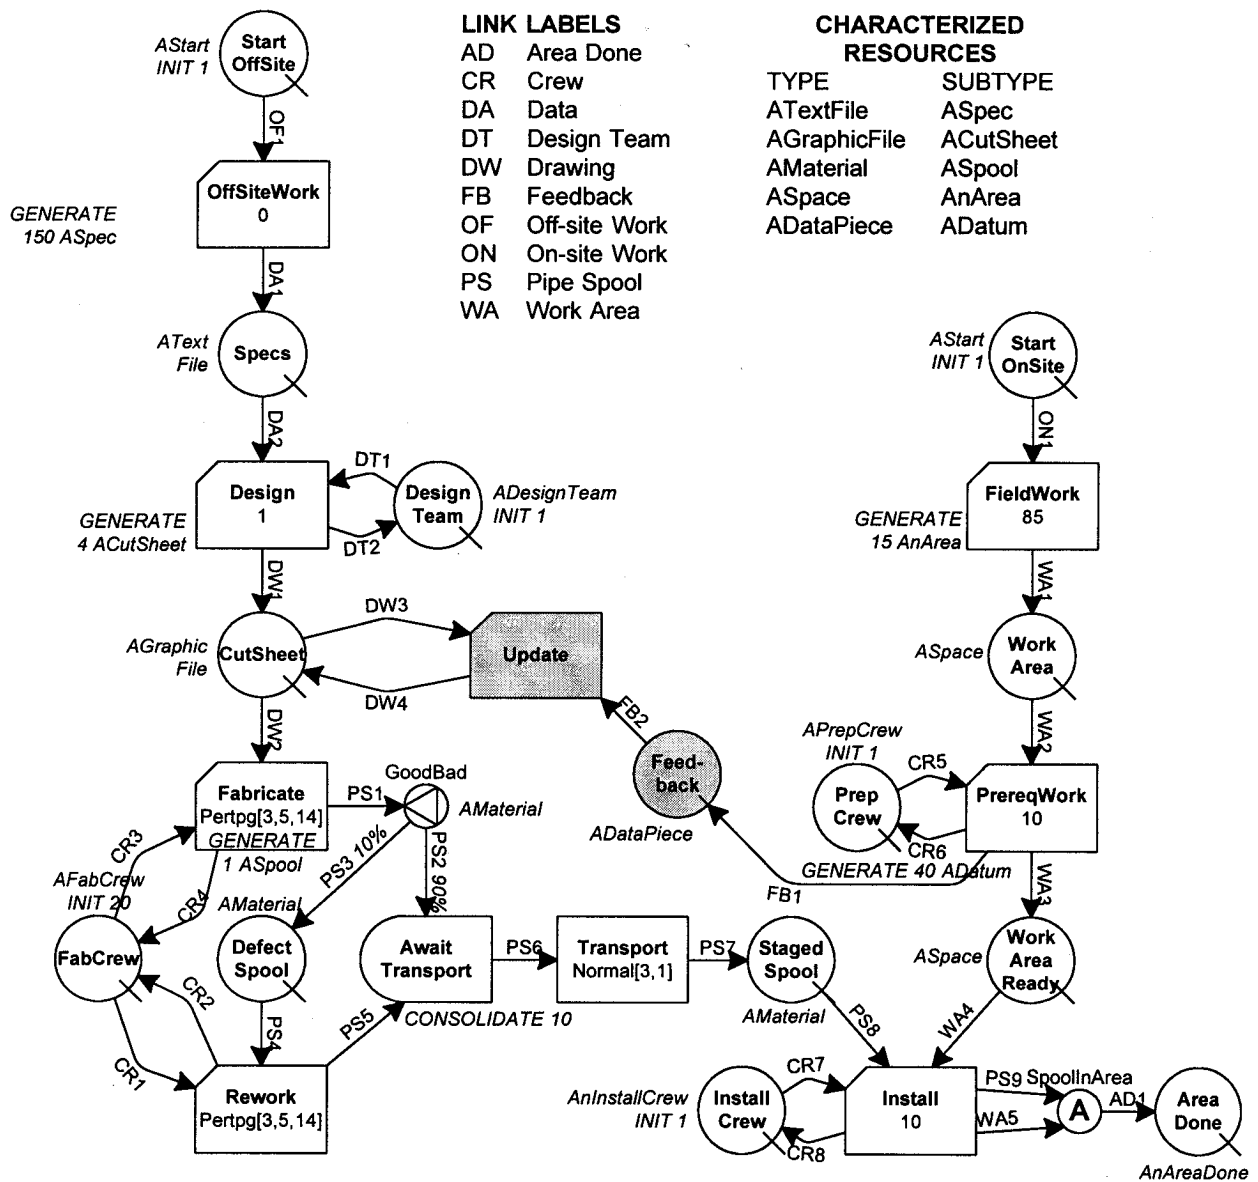 LINK LABELS
AD Area Done
CR Crew
DA Data
DT Design Team
DW Drawing
FB Feedback
OF Off-site Work
ON On-site Work
PS Pipe Spool
WA Work Area
CHARACTERIZED
RESOURCES
TYPE SUBTYPE
ATextFile ASpec
AGraphicFile ACutSheet
AMaterial ASpool
ASpace AnArea
ADataPiece ADatum
AStart
INIT 1
Start
OffSite
OF1
OffSiteWork
0
GENERATE
150 ASpec
DA1
AText
File
Specs
DA2
Design
1
GENERATE
4 ACutSheet
DT1
DT2
Design
Team
ADesignTeam
INIT 1
DW1
AGraphic
File
CutSheet
DW3
DW4
Update
DW2
FB2
Feed-
back
ADataPiece
FB1
Fabricate
Pertpg[3,5,14]
GENERATE
1 ASpool
PS1
GoodBad
AMaterial
PS3 10%
PS2 90%
CR3
CR4
AFabCrew
INIT 20
FabCrew
CR2
CR1
AMaterial
Defect
Spool
PS4
Rework
Pertpg[3,5,14]
PS5
Await
Transport
CONSOLIDATE 10
PS6
Transport
Normal[3,1]
PS7
Staged
Spool
AMaterial
PS8
AStart
INIT 1
Start
OnSite
ON1
FieldWork
85
GENERATE
15 AnArea
WA1
ASpace
Work
Area
WA2
APrepCrew
INIT 1
Prep
Crew
CR5
CR6
PrereqWork
10
GENERATE 40 ADatum
WA3
ASpace
Work
Area
Ready
WA4
AnInstallCrew
INIT 1
Install
Crew
CR7
CR8
Install
10
PS9
WA5
SpoolInArea
A
AD1
Area
Done
AnAreaDone